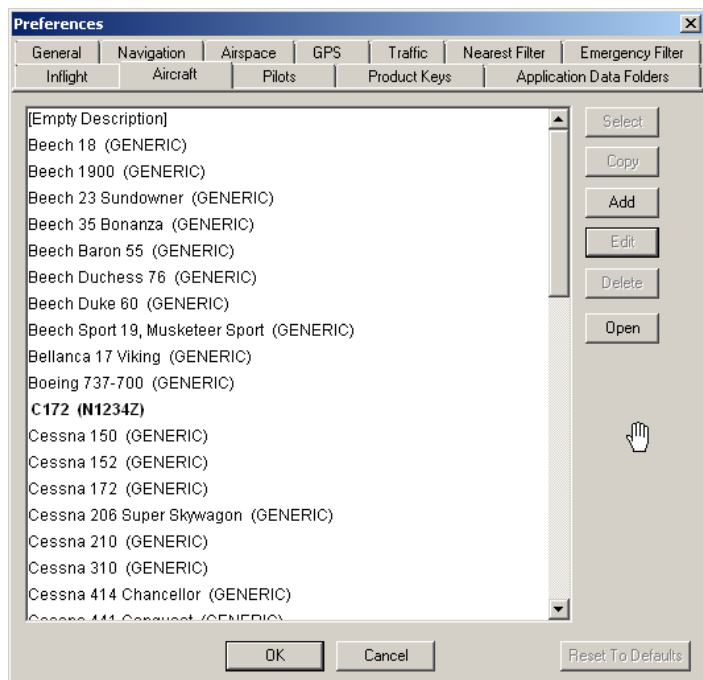 Preferences
General Navigation Airspace GPS Traffic Nearest Filter Emergency Filter
Inflight Aircraft Pilots Product Keys Application Data Folders
[Empty Description]
Beech 18 (GENERIC)
Beech 1900 (GENERIC)
Beech 23 Sundowner (GENERIC)
Beech 35 Bonanza (GENERIC)
Beech Baron 55 (GENERIC)
Beech Duchess 76 (GENERIC)
Beech Duke 60 (GENERIC)
Beech Sport 19, Musketeer Sport (GENERIC)
Bellanca 17 Viking (GENERIC)
Boeing 737-700 (GENERIC)
C172 (N1234Z)
Cessna 150 (GENERIC)
Cessna 152 (GENERIC)
Cessna 172 (GENERIC)
Cessna 206 Super Skywagon (GENERIC)
Cessna 210 (GENERIC)
Cessna 310 (GENERIC)
Cessna 414 Chancellor (GENERIC)
Cessna 441 Conquest (GENERIC)
Select
Copy
Add
Edit
Delete
Open
OK Cancel Reset To Defaults